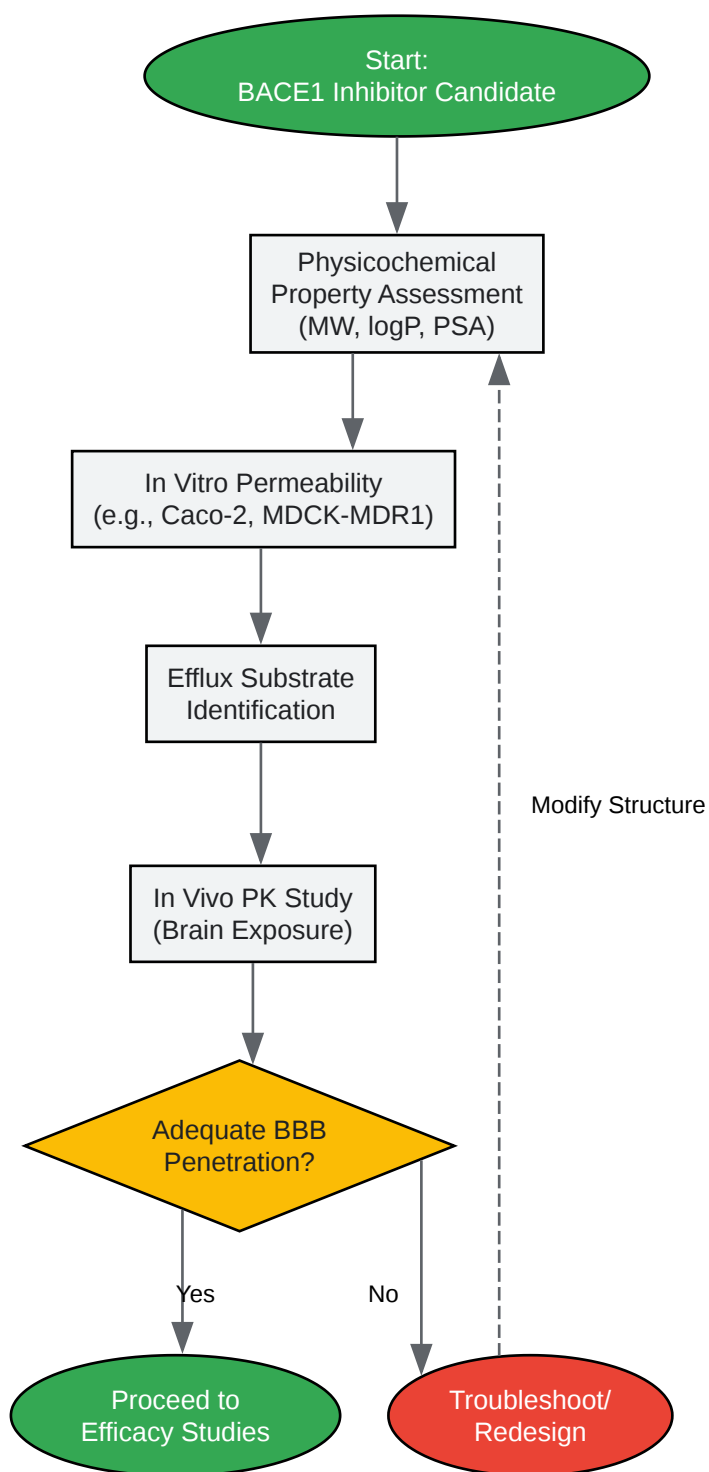 Start:
BACE1 Inhibitor Candidate
Physicochemical
Property Assessment
(MW, logP, PSA)
In Vitro Permeability
(e.g., Caco-2, MDCK-MDR1)
Efflux Substrate
Identification
Modify Structure
In Vivo PK Study
(Brain Exposure)
Adequate BBB
Penetration?
Yes
No
Proceed to
Efficacy Studies
Troubleshoot/
Redesign